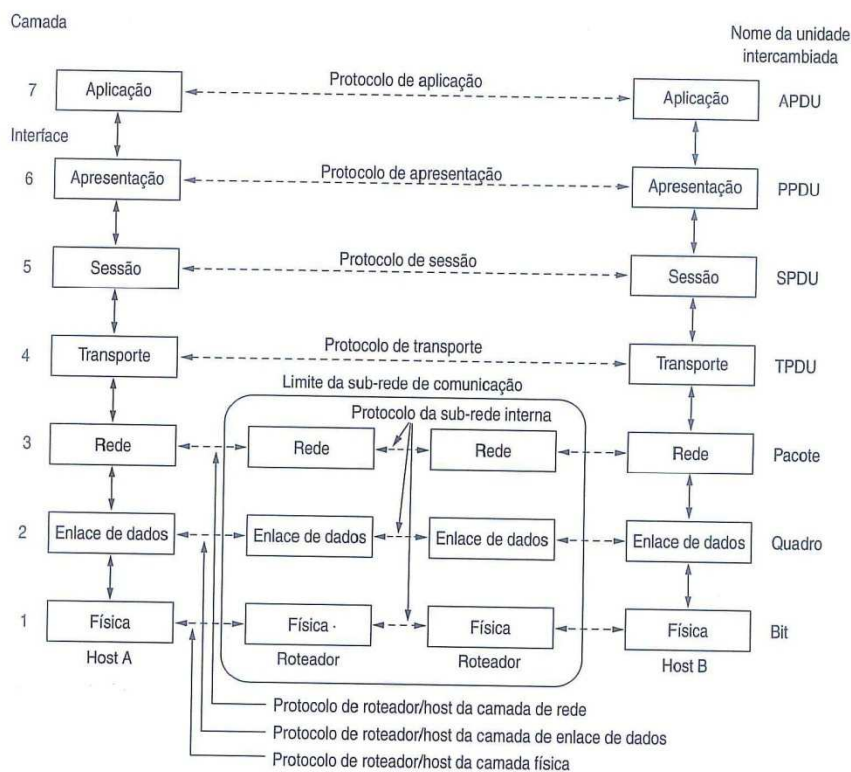 Camada
Nome da unidade
intercambiada
7
Aplicação
Protocolo de aplicação
Aplicação
APDU
Interface
6
Apresentação
Protocolo de apresentação
Apresentação
PPDU
5
Sessão
Protocolo de sessão
Sessão
SPDU
4
Transporte
Protocolo de transporte
Transporte
TPDU
Limite da sub-rede de comunicação
Protocolo da sub-rede interna
3
Rede
Rede
Rede
Rede
Pacote
2
Enlace de dados
Enlace de dados
Enlace de dados
Enlace de dados
Quadro
1
Física
Física
Física
Física
Bit
Host A
Roteador
Roteador
Host B
Protocolo de roteador/host da camada de rede
Protocolo de roteador/host da camada de enlace de dados
Protocolo de roteador/host da camada física